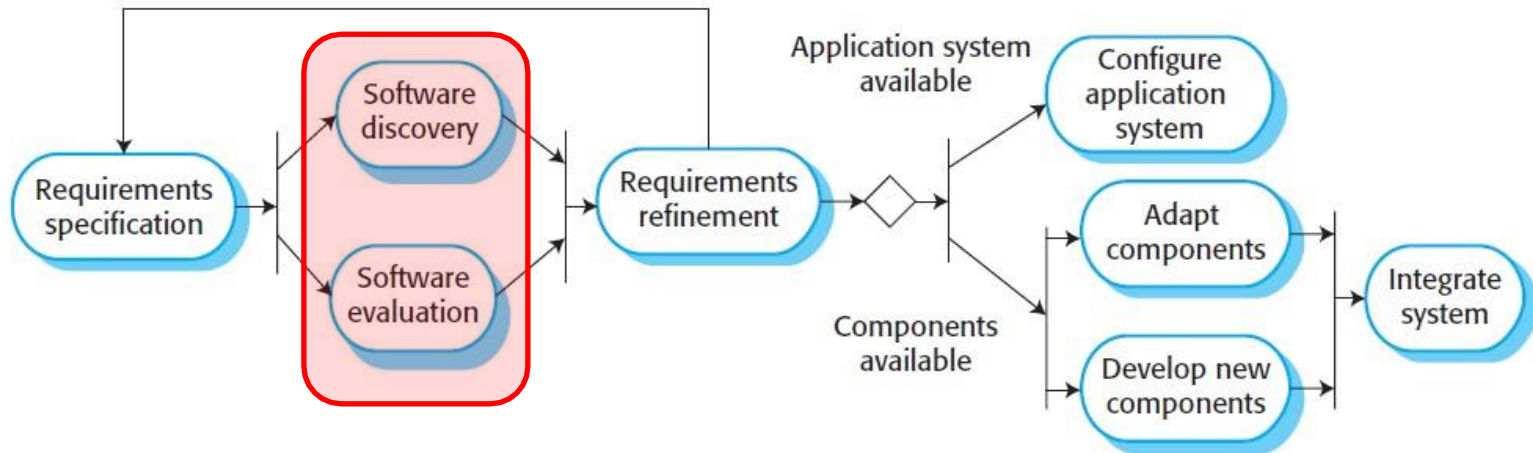 Requirements
specification
Software
discovery
Software
evaluation
Requirements
refinement
Application system
available
Configure
application
system
Components
available
Adapt
components
Develop new
components
Integrate
system